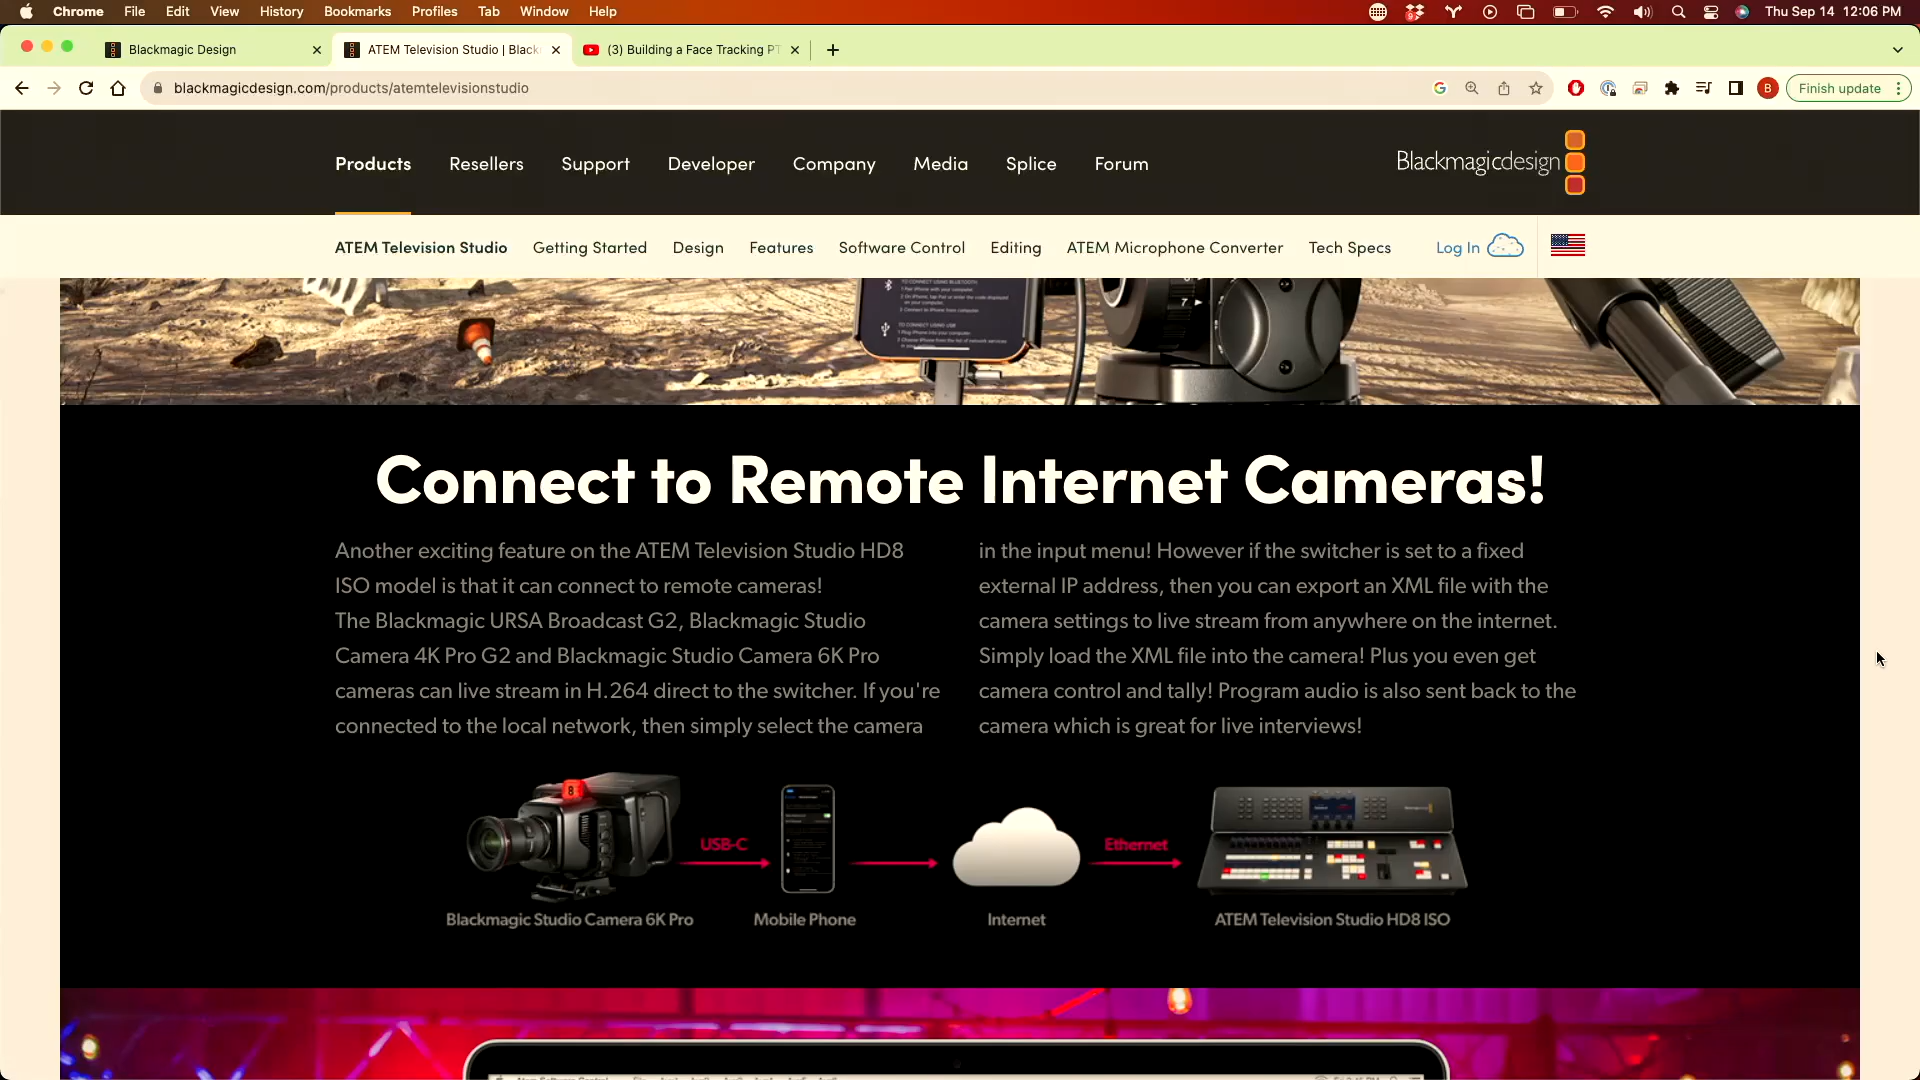 Chrome File Edit View History Bookmarks Profiles Tab Window Help
Thu Sep 14 12:06 PM
Blackmagic Design
ATEM Television Studio | Black
(3) Building a Face Tracking PT
blackmagicdesign.com/products/atemtelevisionstudio
B
Finish update
Products Resellers Support Developer Company Media Splice Forum
Blackmagicdesign
ATEM Television Studio Getting Started Design Features Software Control Editing ATEM Microphone Converter Tech Specs Log In
TO CONNECT USING BLUETOOTH
7
TO CONNECT USING USB
Connect to Remote Internet Cameras!
Another exciting feature on the ATEM Television Studio HD8
ISO model is that it can connect to remote cameras!
The Blackmagic URSA Broadcast G2, Blackmagic Studio
Camera 4K Pro G2 and Blackmagic Studio Camera 6K Pro
cameras can live stream in H.264 direct to the switcher. If you're
connected to the local network, then simply select the camera
in the input menu! However if the switcher is set to a fixed
external IP address, then you can export an XML file with the
camera settings to live stream from anywhere on the internet.
Simply load the XML file into the camera! Plus you even get
camera control and tally! Program audio is also sent back to the
camera which is great for live interviews!
8
USB-C
Ethernet
Blackmagic Studio Camera 6K Pro
Mobile Phone
Internet
ATEM Television Studio HD8 ISO